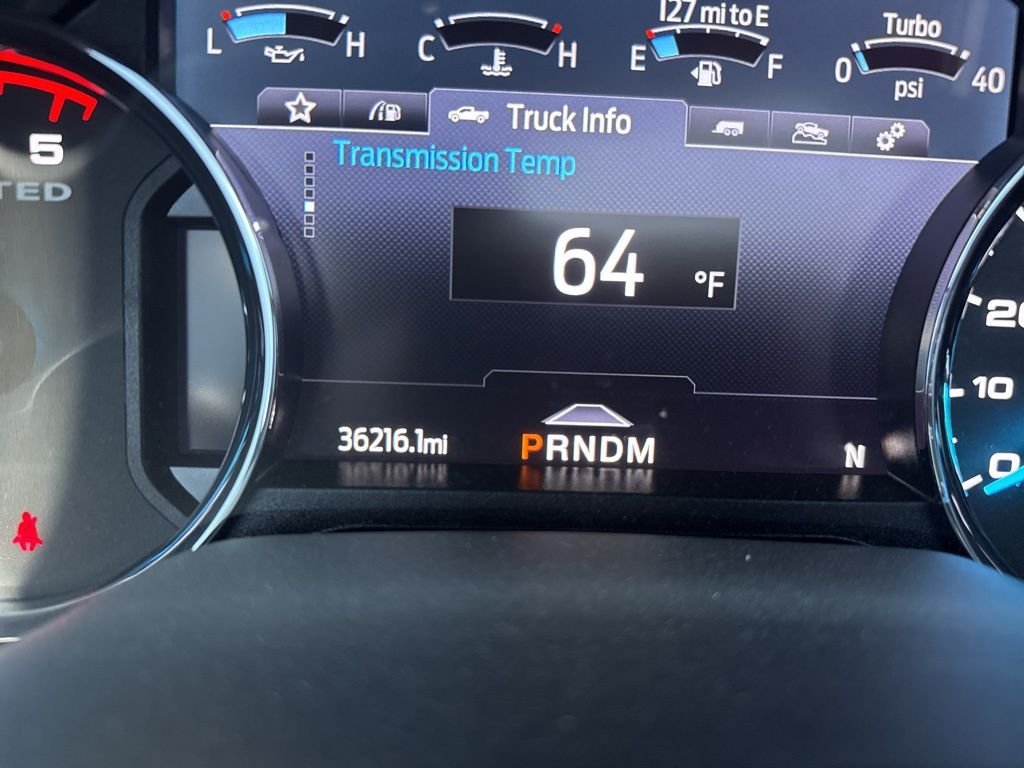 127 mi to E
L H
C H
E F
Turbo
0 40
psi
Truck Info
5
TED
Transmission Temp
64 °F
20
10
0
36216.1mi
PRNDM
N